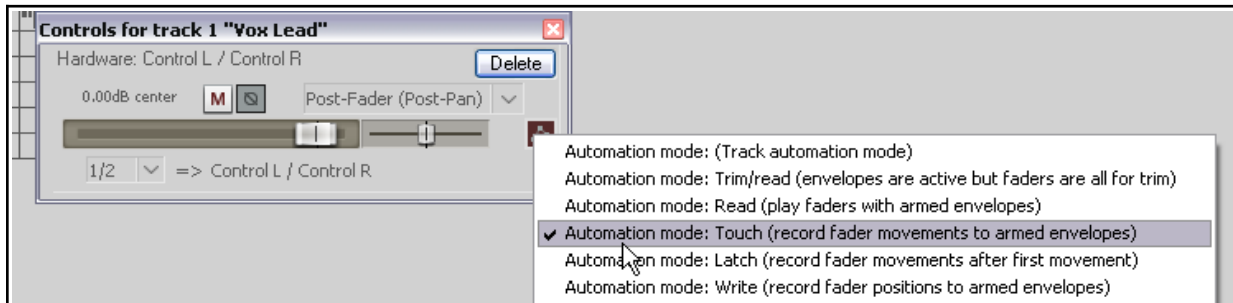 Controls for track 1 "Vox Lead"
Hardware: Control L / Control R
Delete
0.00dB center
M
Post-Fader (Post-Pan)
1/2 => Control L / Control R
Automation mode: (Track automation mode)
Automation mode: Trim/read (envelopes are active but faders are all for trim)
Automation mode: Read (play faders with armed envelopes)
Automation mode: Touch (record fader movements to armed envelopes)
Automation mode: Latch (record fader movements after first movement)
Automation mode: Write (record fader positions to armed envelopes)